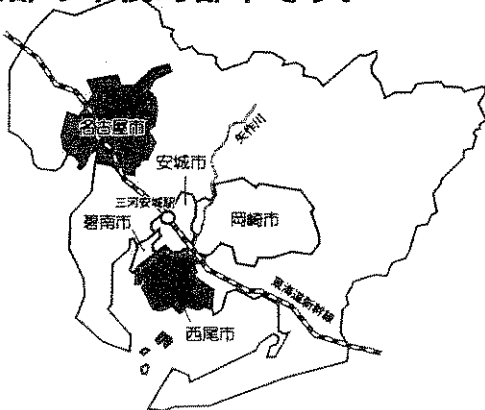 名古屋市
安城市
矢作川
三河安城駅
碧南市
岡崎市
東海道新幹線
西尾市